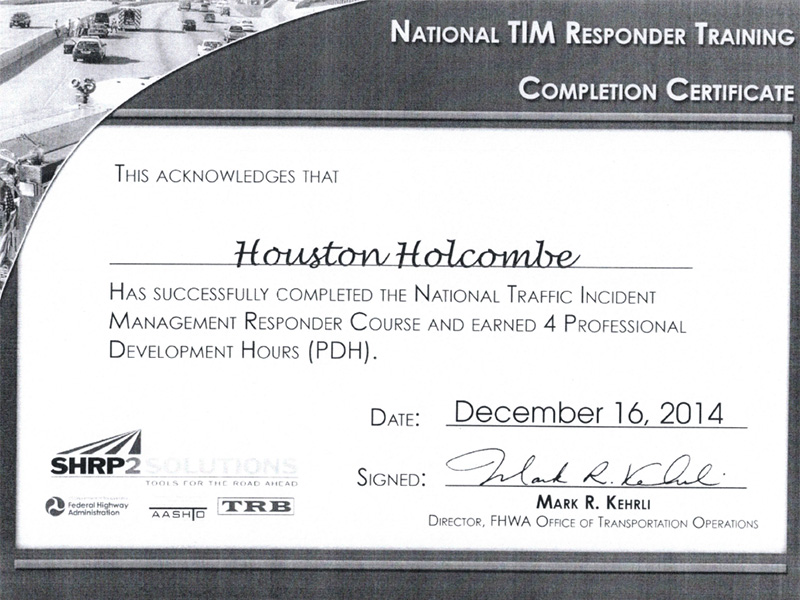 NATIONAL TIM RESPONDER TRAINING
COMPLETION CERTIFICATE
THIS ACKNOWLEDGES THAT
Houston Holcombe
HAS SUCCESSFULLY COMPLETED THE NATIONAL TRAFFIC INCIDENT
MANAGEMENT RESPONDER COURSE AND EARNED 4 PROFESSIONAL
DEVELOPMENT HOURS (PDH).
DATE: December 16, 2014
SIGNED: Mark R. Kehrli
MARK R. KEHRLI
DIRECTOR, FHWA OFFICE OF TRANSPORTATION OPERATIONS
SHRP2 SOLUTIONS
TOOLS FOR THE ROAD AHEAD
Federal Highway
Administration
AASHTO
TRB